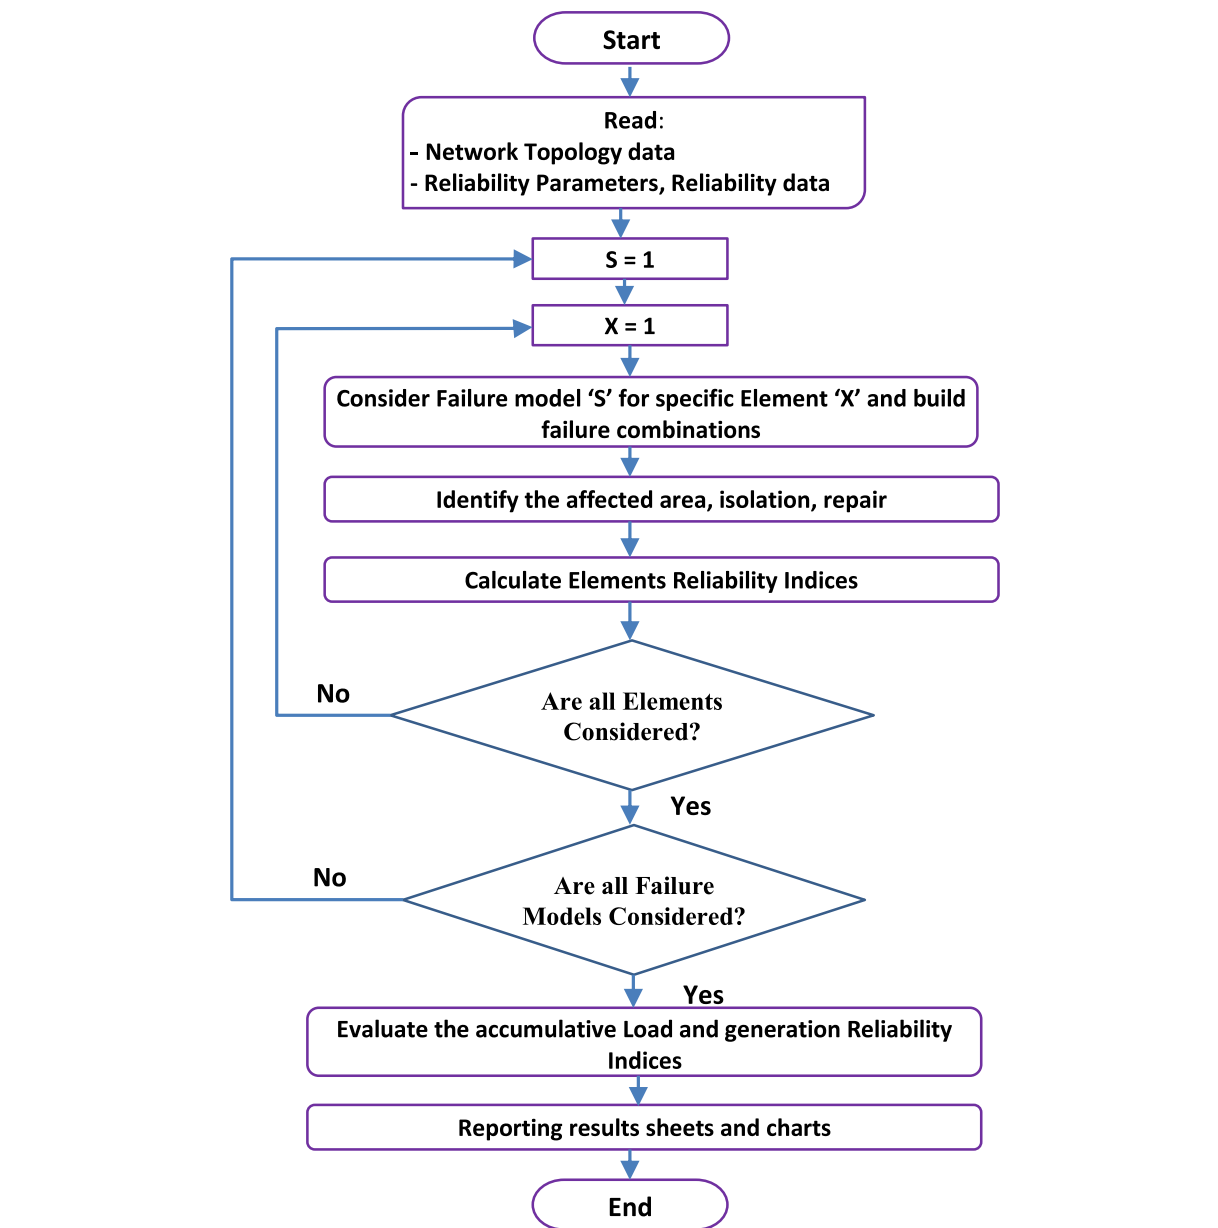 Start
Read:
- Network Topology data
- Reliability Parameters, Reliability data
S = 1
X = 1
Consider Failure model ‘S’ for specific Element ‘X’ and build
failure combinations
Identify the affected area, isolation, repair
Calculate Elements Reliability Indices
No
Are all Elements
Considered?
Yes
No
Are all Failure
Models Considered?
Yes
Evaluate the accumulative Load and generation Reliability
Indices
Reporting results sheets and charts
End